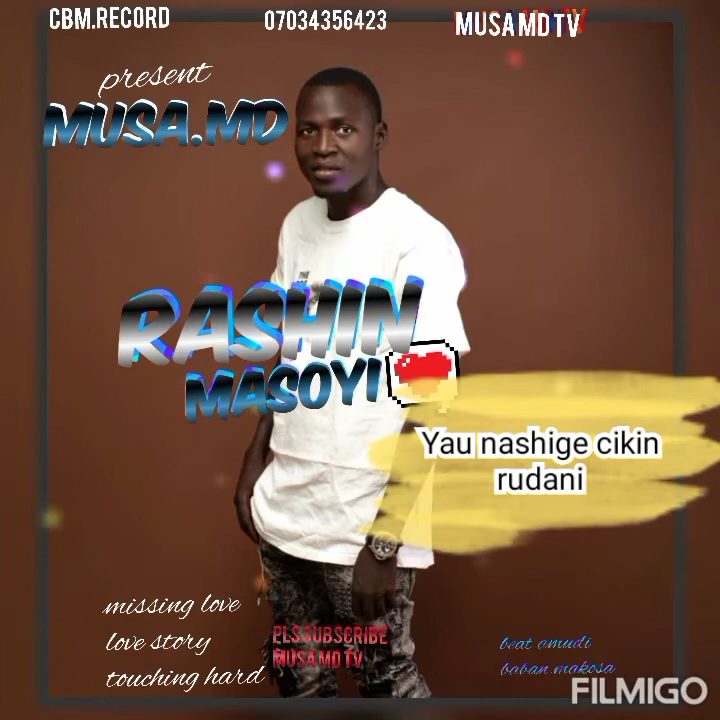 CBM.RECORD
07034356423
MUSA MD TV
present
MUSA.MD
RASHIN
MASOYI
Yau nashige cikin
rudani
missing love
love story
touching hard
PLS SUBSCRIBE
MUSA MD TV
beat amudi
baban makosa
FILMIGO